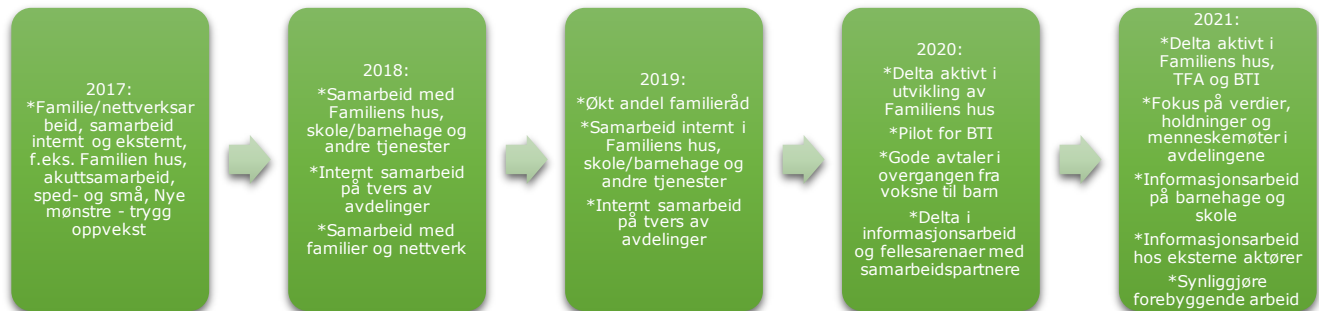 2017:
*Familie/nettverksar
beid, samarbeid
internt og eksternt,
f.eks. Familien hus,
akuttsamarbeid,
sped- og små, Nye
mønstre - trygg
oppvekst
2018:
*Samarbeid med
Familiens hus,
skole/barnehage og
andre tjenester
*Internt samarbeid
på tvers av
avdelinger
*Samarbeid med
familier og nettverk
2019:
*Økt andel familieråd
*Samarbeid internt i
Familiens hus,
skole/barnehage og
andre tjenester
*Internt samarbeid
på tvers av
avdelinger
2020:
*Delta aktivt i
utvikling av
Familiens hus
*Pilot for BTI
*Gode avtaler i
overgangen fra
voksne til barn
*Delta i
informasjonsarbeid
og fellesarenaer med
samarbeidspartnere
2021:
*Delta aktivt i
Familiens hus,
TFA og BTI
*Fokus på verdier,
holdninger og
menneskemøter i
avdelingene
*Informasjonsarbeid
på barnehage og
skole
*Informasjonsarbeid
hos eksterne aktører
*Synliggjøre
forebyggende arbeid